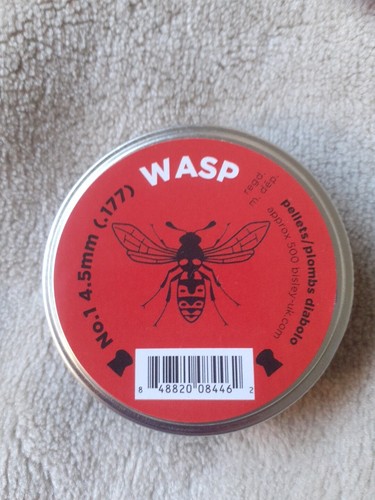 WASP
No.1 4.5mm (.177)
regd.
m. dép.
pellets/plombs diabolo
approx 500 bisley-uk.com
8 48820 08446 2